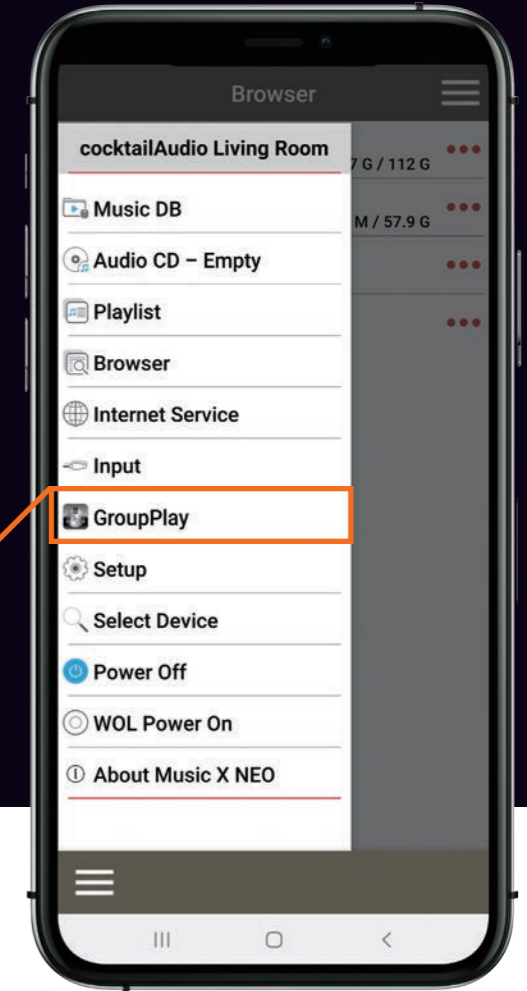 Browser
cocktailAudio Living Room
7 G / 112 G
Music DB
M / 57.9 G
Audio CD – Empty
Playlist
Browser
Internet Service
Input
GroupPlay
Setup
Select Device
Power Off
WOL Power On
About Music X NEO